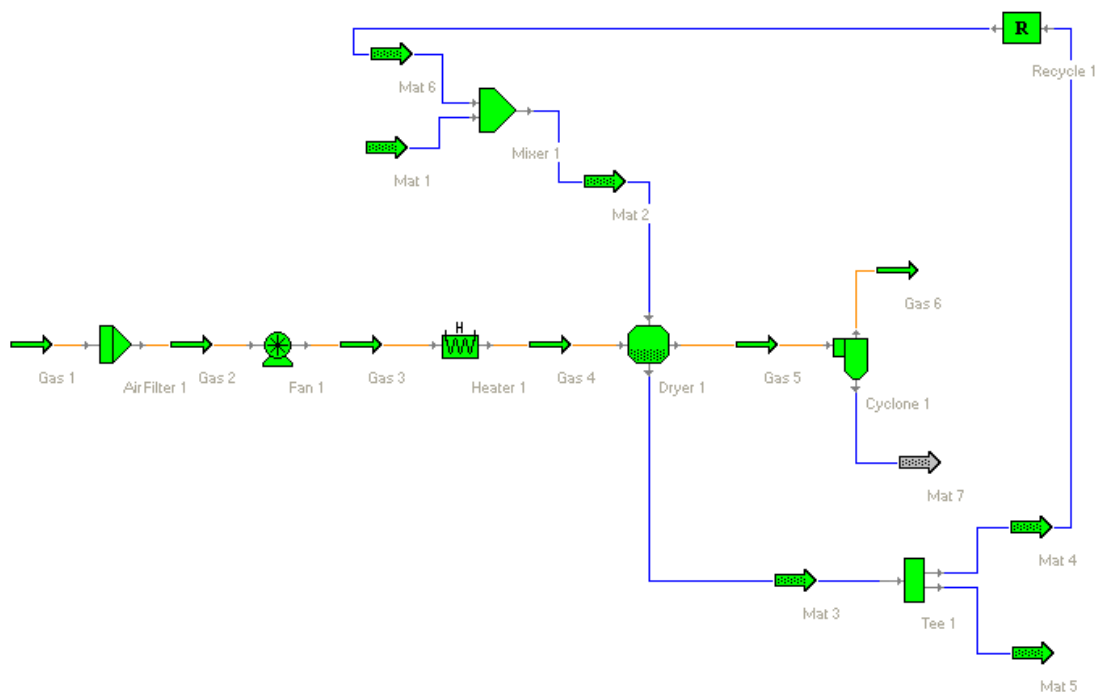 R
Recycle 1
Mat 6
Mixer 1
Mat 1
Mat 2
Gas 6
H
Gas 1
AirFilter 1
Gas 2
Fan 1
Gas 3
Heater 1
Gas 4
Dryer 1
Gas 5
Cyclone 1
Mat 7
Mat 4
Mat 3
Tee 1
Mat 5